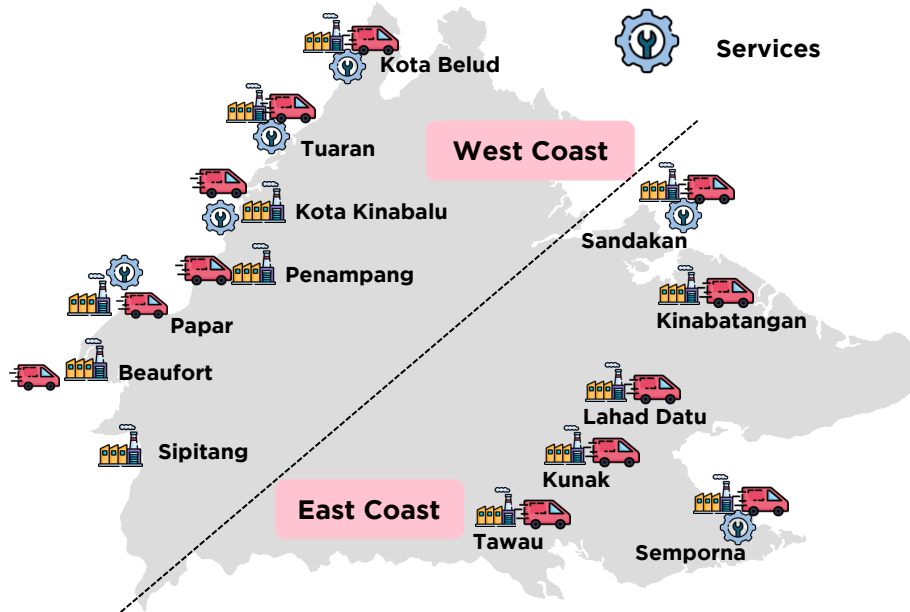 Services
Kota Belud
Tuaran
West Coast
Kota Kinabalu
Sandakan
Penampang
Kinabatangan
Papar
Beaufort
Lahad Datu
Sipitang
Kunak
East Coast
Tawau
Semporna